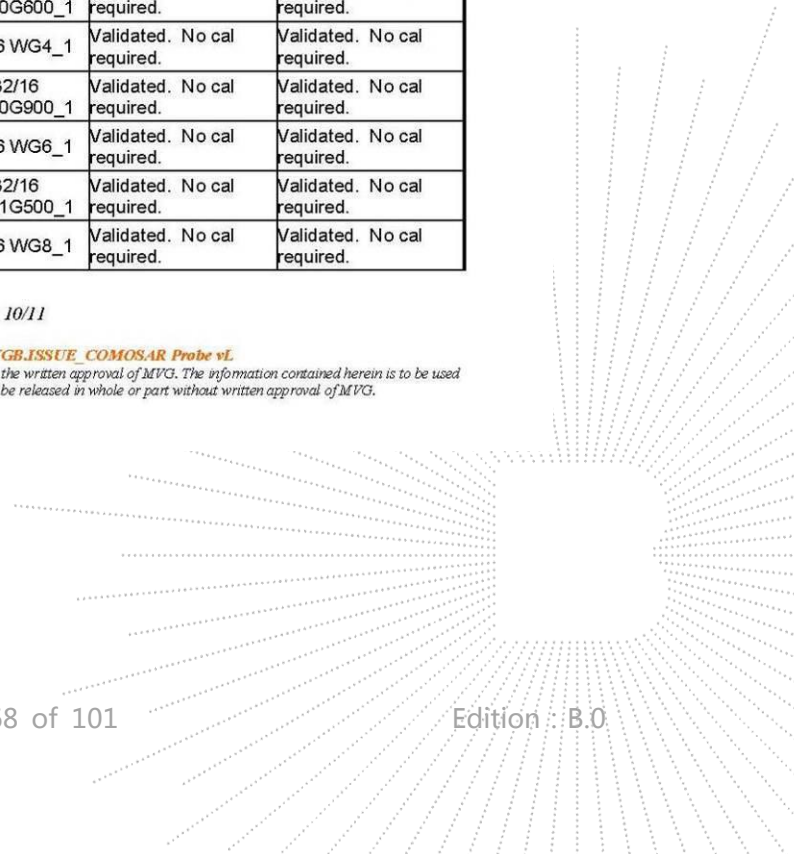 0G600_1 required. required.
6 WG4_1 Validated. No cal required. Validated. No cal required.
32/16
0G900_1 Validated. No cal required. Validated. No cal required.
6 WG6_1 Validated. No cal required. Validated. No cal required.
32/16
1G500_1 Validated. No cal required. Validated. No cal required.
6 WG8_1 Validated. No cal required. Validated. No cal required.
10/11
GB.ISSUE_COMOSAR Probe vL
the written approval of MVG. The information contained herein is to be used
be released in whole or part without written approval of MVG.
8 of 101
Edition : B.0